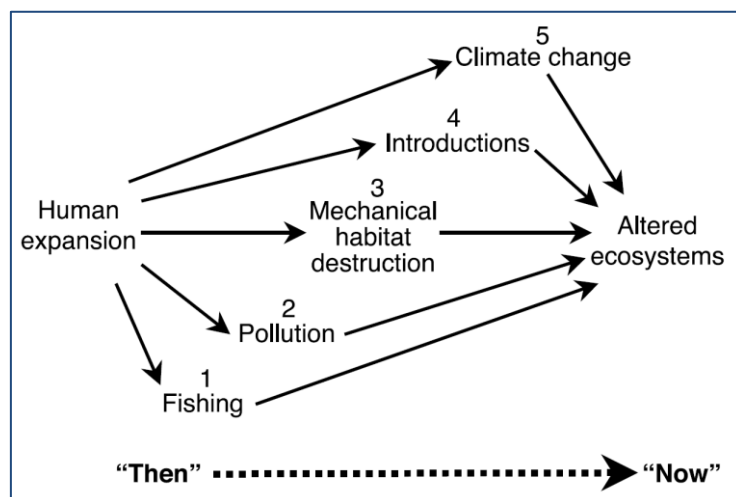 5
Climate change
4
Introductions
3
Mechanical
habitat
destruction
Human
expansion
Altered
ecosystems
2
Pollution
1
Fishing
“Then”
“Now”